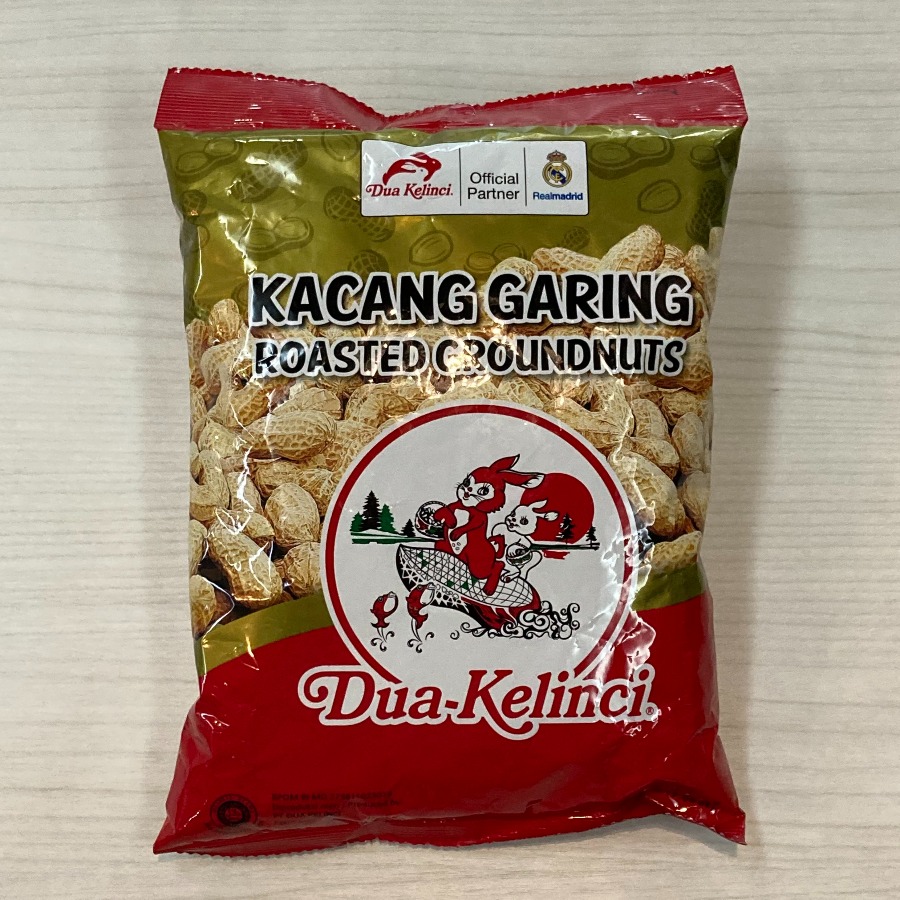 Dua Kelinci.
Official
Partner
Realmadrid
KACANG GARING
ROASTED GROUNDNUTS
Dua-Kelinci®